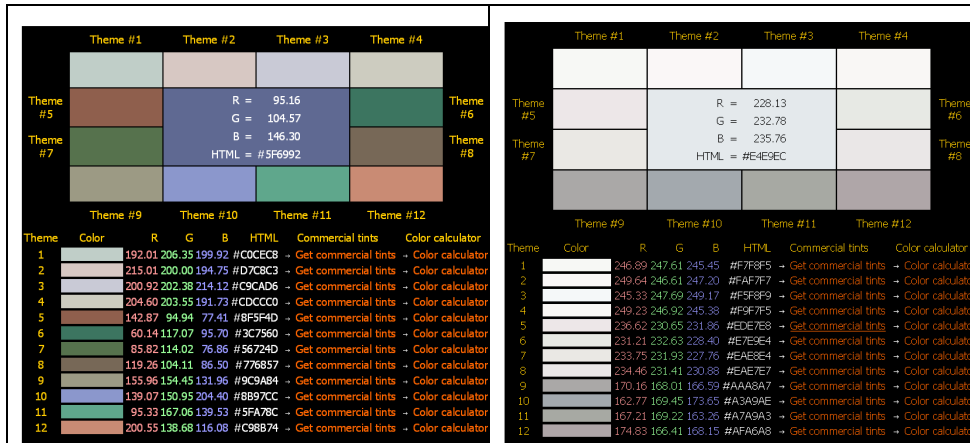 Theme #1 Theme #2 Theme #3 Theme #4
Theme #5
R = 95.16
G = 104.57
B = 146.30
HTML = #5F6992
Theme #6
Theme #7
Theme #8
Theme #9 Theme #10 Theme #11 Theme #12
Theme Color R G B HTML Commercial tints Color calculator
1 192.01 206.35 199.92 #C0CEC8 → Get commercial tints → Color calculator
2 215.01 200.00 194.75 #D7C8C3 → Get commercial tints → Color calculator
3 200.92 202.38 214.12 #C9CAD6 → Get commercial tints → Color calculator
4 204.60 203.55 191.73 #CDCCC0 → Get commercial tints → Color calculator
5 142.87 94.94 77.41 #8F5F4D → Get commercial tints → Color calculator
6 60.14 117.07 95.70 #3C7560 → Get commercial tints → Color calculator
7 85.82 114.02 76.86 #56724D → Get commercial tints → Color calculator
8 119.26 104.11 86.50 #776857 → Get commercial tints → Color calculator
9 155.96 154.45 131.96 #9C9A84 → Get commercial tints → Color calculator
10 139.07 150.95 204.40 #8B97CC → Get commercial tints → Color calculator
11 95.33 167.06 139.53 #5FA78C → Get commercial tints → Color calculator
12 200.55 138.68 116.08 #C98B74 → Get commercial tints → Color calculator
Theme #1 Theme #2 Theme #3 Theme #4
Theme #5
R = 228.13
G = 232.78
B = 235.76
HTML = #E4E9EC
Theme #6
Theme #7
Theme #8
Theme #9 Theme #10 Theme #11 Theme #12
Theme Color R G B HTML Commercial tints Color calculator
1 246.89 247.61 245.45 #F7F8F5 → Get commercial tints → Color calculator
2 249.64 246.61 247.20 #FAF7F7 → Get commercial tints → Color calculator
3 245.33 247.69 249.17 #F5F8F9 → Get commercial tints → Color calculator
4 249.23 246.92 245.38 #F9F7F5 → Get commercial tints → Color calculator
5 236.62 230.65 231.86 #EDE7E8 → Get commercial tints → Color calculator
6 231.21 232.63 228.40 #E7E9E4 → Get commercial tints → Color calculator
7 233.75 231.93 227.76 #EAE8E4 → Get commercial tints → Color calculator
8 234.46 231.41 230.88 #EAE7E7 → Get commercial tints → Color calculator
9 170.16 168.01 166.59 #AAA8A7 → Get commercial tints → Color calculator
10 162.77 169.45 173.65 #A3A9AE → Get commercial tints → Color calculator
11 167.21 169.22 163.26 #A7A9A3 → Get commercial tints → Color calculator
12 174.83 166.41 168.15 #AFA6A8 → Get commercial tints → Color calculator